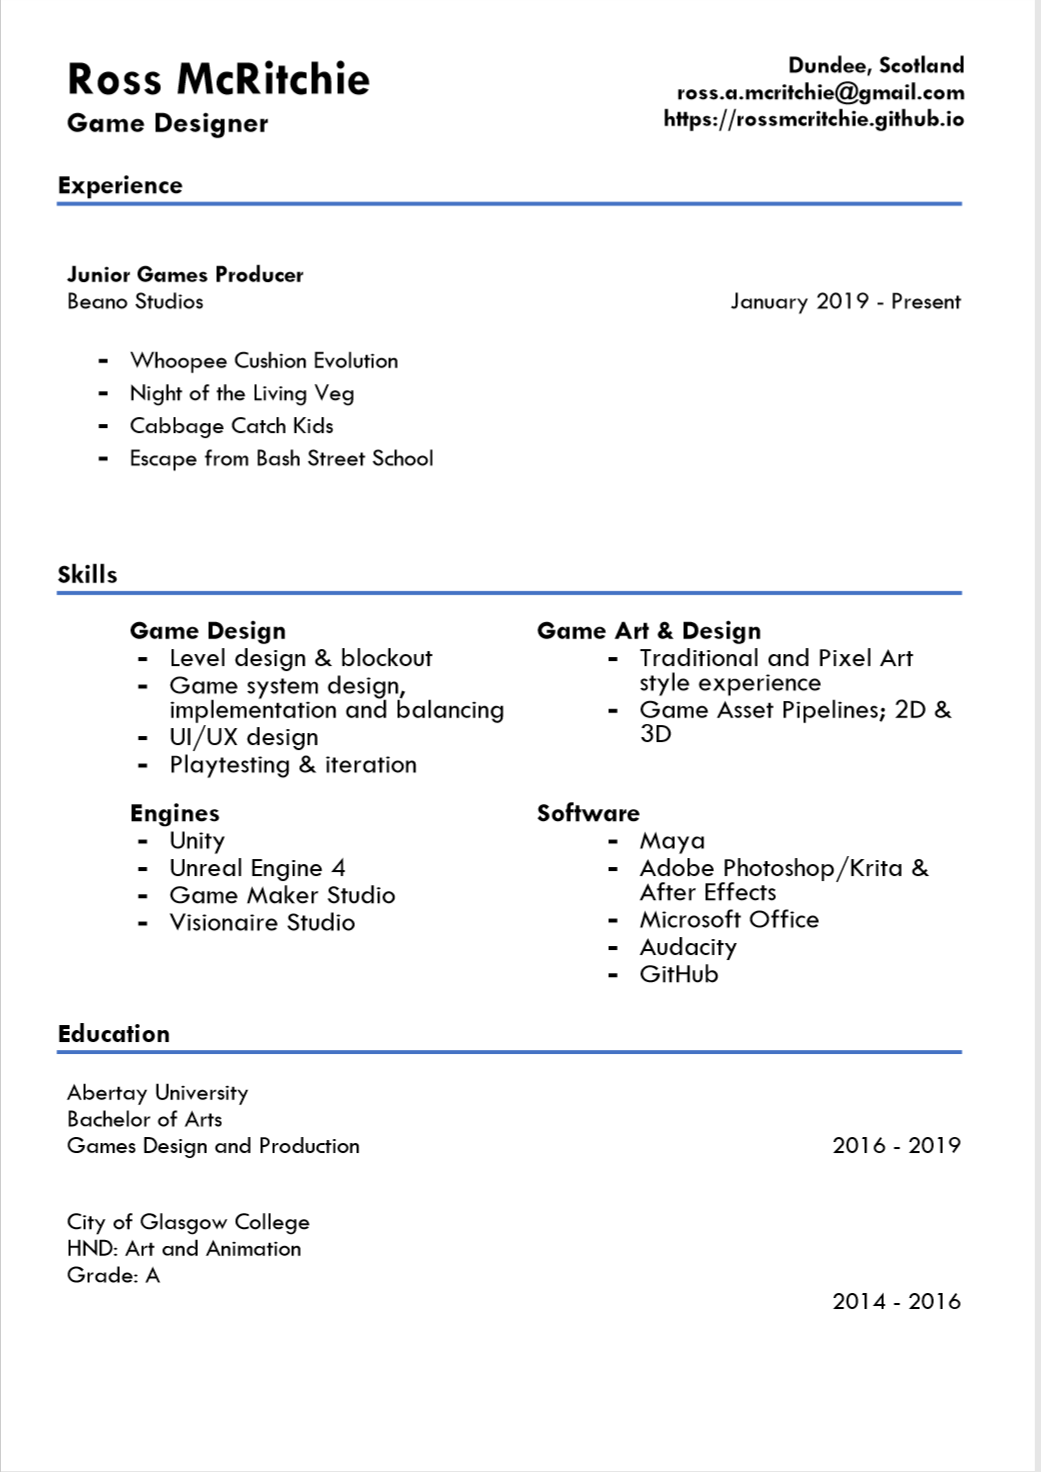 Ross McRitchie
Game Designer
Dundee, Scotland
ross.a.mcritchie@gmail.com
https://rossmcritchie.github.io
Experience
Junior Games Producer
Beano Studios January 2019 - Present
- Whoopee Cushion Evolution
- Night of the Living Veg
- Cabbage Catch Kids
- Escape from Bash Street School
Skills
Game Design
- Level design & blockout
- Game system design,
implementation and balancing
- UI/UX design
- Playtesting & iteration
Game Art & Design
- Traditional and Pixel Art
style experience
- Game Asset Pipelines; 2D &
3D
Engines
- Unity
- Unreal Engine 4
- Game Maker Studio
- Visionaire Studio
Software
- Maya
- Adobe Photoshop/Krita &
After Effects
- Microsoft Office
- Audacity
- GitHub
Education
Abertay University
Bachelor of Arts
Games Design and Production 2016 - 2019
City of Glasgow College
HND: Art and Animation
Grade: A
2014 - 2016